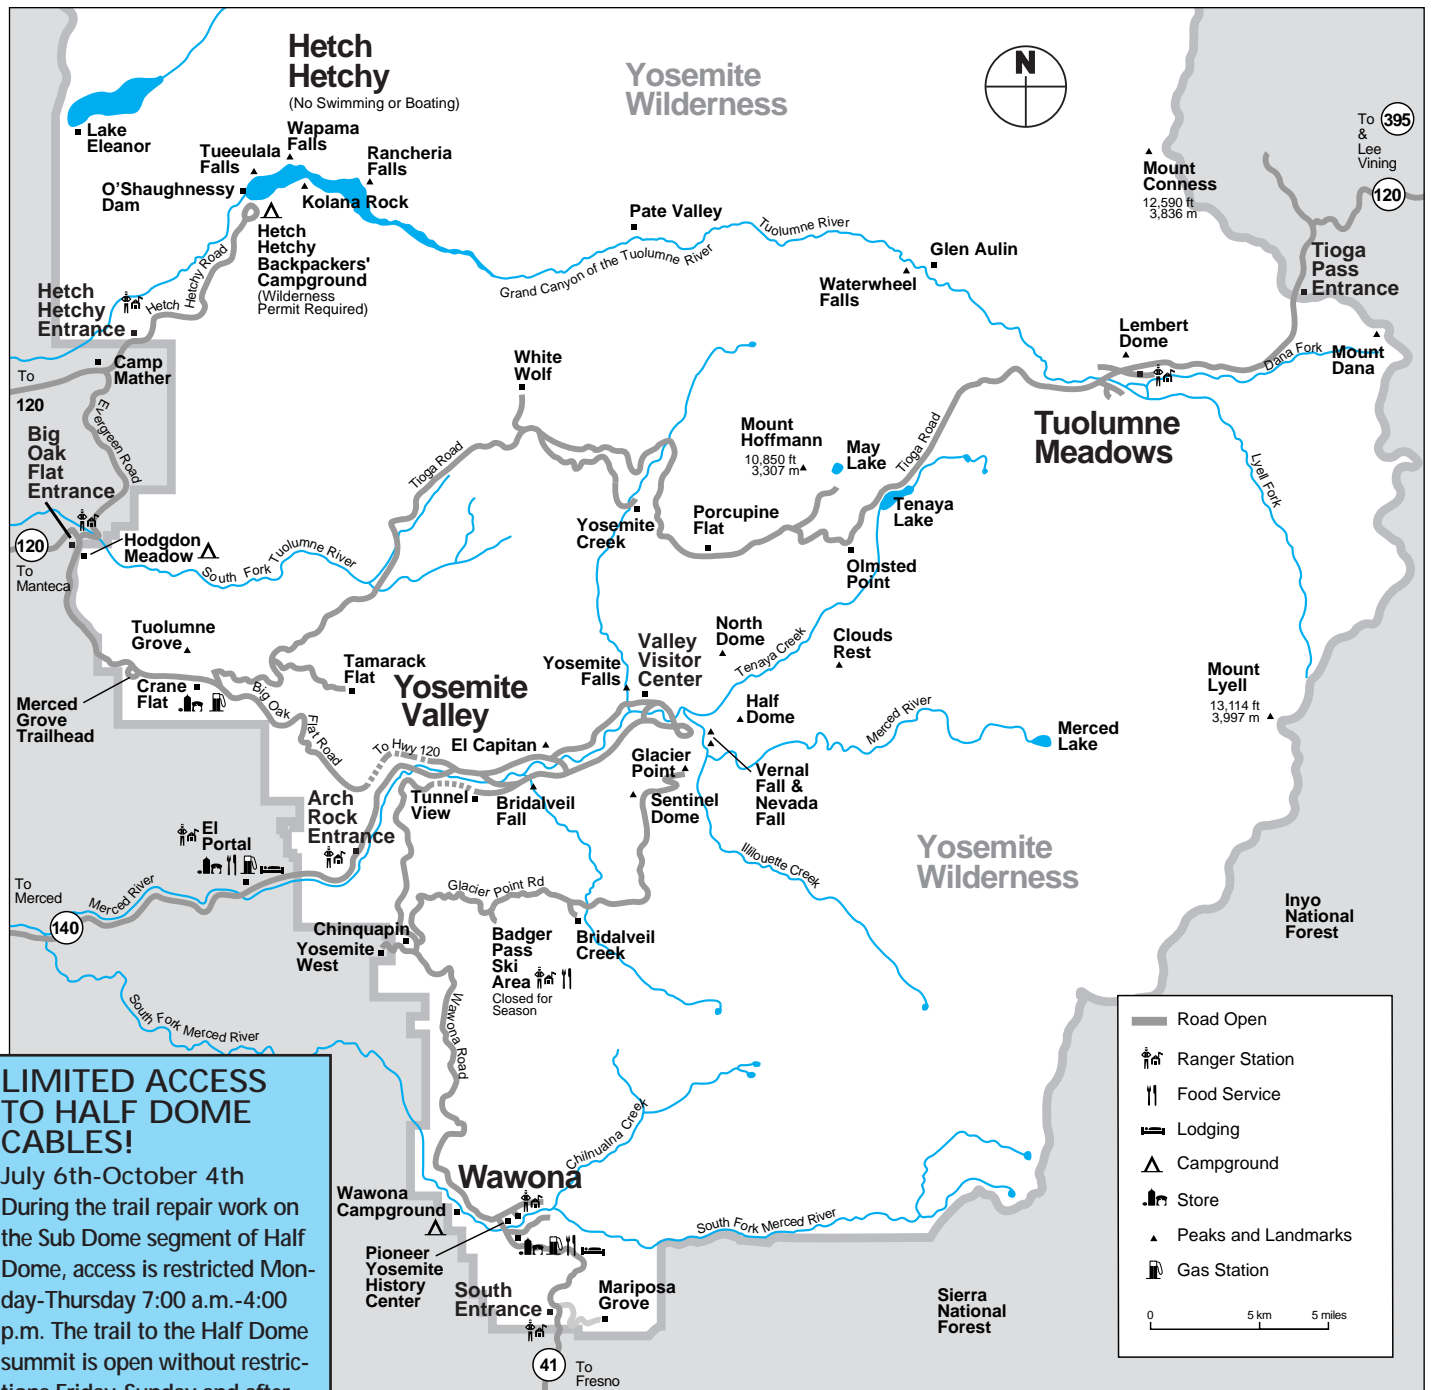 Hetch
Hetchy
(No Swimming or Boating)
Yosemite
Wilderness
N
To
&
Lee
Vining
395
120
Lake
Eleanor
Wapama
Falls
Tueeulala
Falls
Rancheria
Falls
O'Shaughnessy
Dam
Kolana Rock
Mount
Conness
12,590 ft
3,836 m
Pate Valley
Tuolumne River
Grand Canyon of the Tuolumne River
Glen Aulin
Waterwheel
Falls
Tioga
Pass
Entrance
Hetch
Hetchy
Backpackers'
Campground
(Wilderness
Permit Required)
Hetch Hetchy Road
Hetch
Hetchy
Entrance
Camp
Mather
To
120
Evergreen Road
White
Wolf
Lembert
Dome
Dana Fork
Mount
Dana
Tuolumne
Meadows
Lyell Fork
Big
Oak
Flat
Entrance
Mount
Hoffmann
10,850 ft
3,307 m
May
Lake
Tioga Road
Tioga Road
Tenaya
Lake
Yosemite
Creek
Porcupine
Flat
Olmsted
Point
120
To
Manteca
Hodgdon
Meadow
South Fork Tuolumne River
Tuolumne
Grove
Tamarack
Flat
Merced
Grove
Trailhead
Crane
Flat
Big Oak Flat Road
Yosemite
Valley
Yosemite
Falls
Valley
Visitor
Center
North
Dome
Tenaya Creek
Clouds
Rest
Half
Dome
Merced River
Merced
Lake
Mount
Lyell
13,114 ft
3,997 m
To Hwy 120
El Capitan
Glacier
Point
Sentinel
Dome
Vernal
Fall &
Nevada
Fall
Arch
Rock
Entrance
Tunnel
View
Bridalveil
Fall
El
Portal
To
Merced
Merced River
140
Illilouette Creek
Yosemite
Wilderness
Inyo
National
Forest
Glacier Point Rd
Chinquapin
Yosemite
West
Badger
Pass
Ski
Area
Closed for
Season
Bridalveil
Creek
South Fork Merced River
Wawona Road
Chilnualna Creek
Wawona
Wawona
Campground
Pioneer
Yosemite
History
Center
South
Entrance
Mariposa
Grove
South Fork Merced River
Sierra
National
Forest
41
To
Fresno
Road Open
Ranger Station
Food Service
Lodging
Campground
Store
Peaks and Landmarks
Gas Station
0 5 km 5 miles
LIMITED ACCESS
TO HALF DOME
CABLES!
July 6th-October 4th
During the trail repair work on
the Sub Dome segment of Half
Dome, access is restricted Mon-
day-Thursday 7:00 a.m.-4:00
p.m. The trail to the Half Dome
summit is open without restric-
tions Friday-Sunday and after